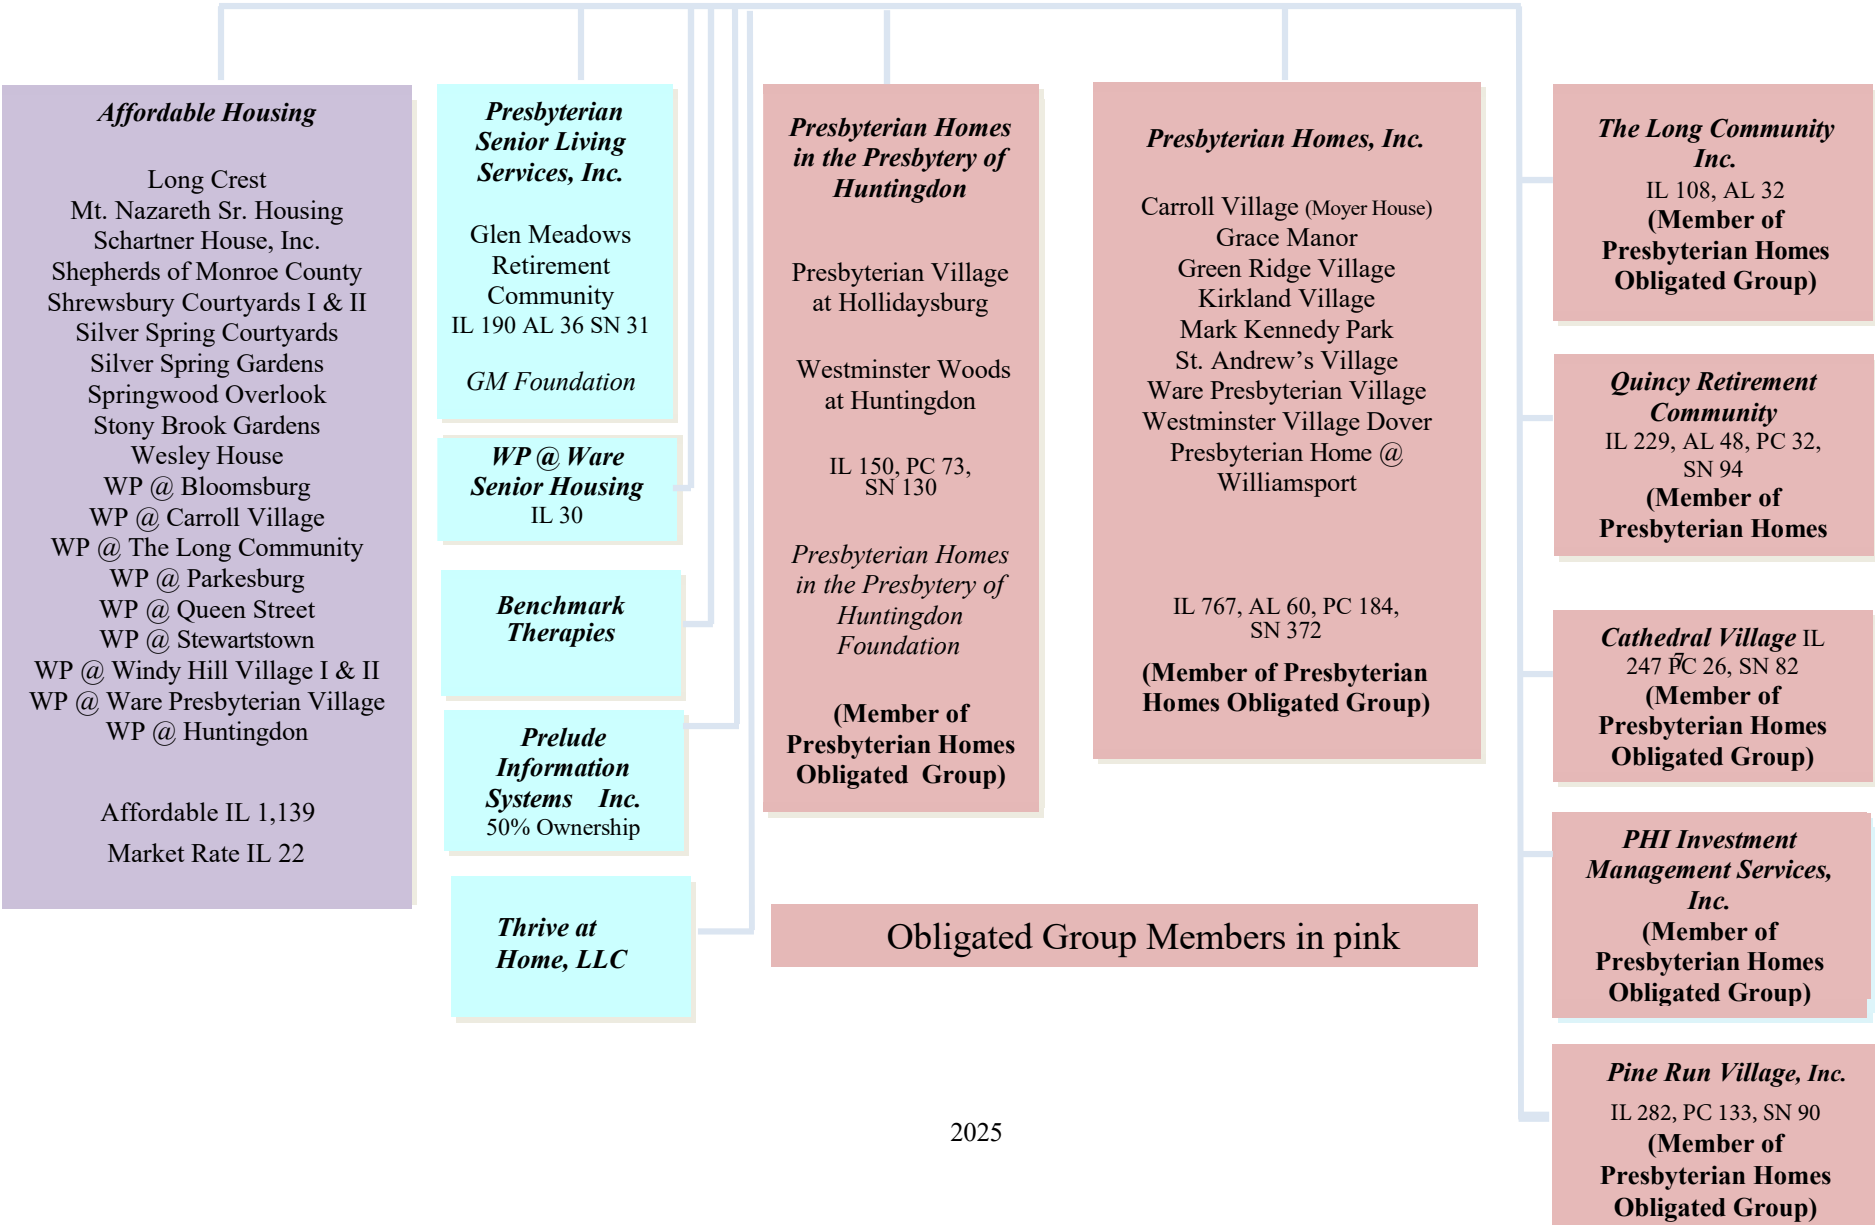 Affordable Housing
Long Crest
Mt. Nazareth Sr. Housing
Schartner House, Inc.
Shepherds of Monroe County
Shrewsbury Courtyards I & II
Silver Spring Courtyards
Silver Spring Gardens
Springwood Overlook
Stony Brook Gardens
Wesley House
WP @ Bloomsburg
WP @ Carroll Village
WP @ The Long Community
WP @ Parkesburg
WP @ Queen Street
WP @ Stewartstown
WP @ Windy Hill Village I & II
WP @ Ware Presbyterian Village
WP @ Huntingdon
Affordable IL 1,139
Market Rate IL 22
Presbyterian
Senior Living
Services, Inc.
Glen Meadows
Retirement
Community
IL 190 AL 36 SN 31
GM Foundation
WP @ Ware
Senior Housing
IL 30
Benchmark
Therapies
Prelude
Information
Systems Inc.
50% Ownership
Thrive at
Home, LLC
Presbyterian Homes
in the Presbytery of
Huntingdon
Presbyterian Village
at Hollidaysburg
Westminster Woods
at Huntingdon
IL 150, PC 73,
SN 130
Presbyterian Homes
in the Presbytery of
Huntingdon
Foundation
(Member of
Presbyterian Homes
Obligated Group)
Presbyterian Homes, Inc.
Carroll Village (Moyer House)
Grace Manor
Green Ridge Village
Kirkland Village
Mark Kennedy Park
St. Andrew’s Village
Ware Presbyterian Village
Westminster Village Dover
Presbyterian Home @
Williamsport
IL 767, AL 60, PC 184,
SN 372
(Member of Presbyterian
Homes Obligated Group)
Obligated Group Members in pink
The Long Community
Inc.
IL 108, AL 32
(Member of
Presbyterian Homes
Obligated Group)
Quincy Retirement
Community
IL 229, AL 48, PC 32,
SN 94
(Member of
Presbyterian Homes
Cathedral Village IL
247 PC 26, SN 82
7
(Member of
Presbyterian Homes
Obligated Group)
PHI Investment
Management Services,
Inc.
(Member of
Presbyterian Homes
Obligated Group)
Pine Run Village, Inc.
IL 282, PC 133, SN 90
(Member of
Presbyterian Homes
Obligated Group)
2025